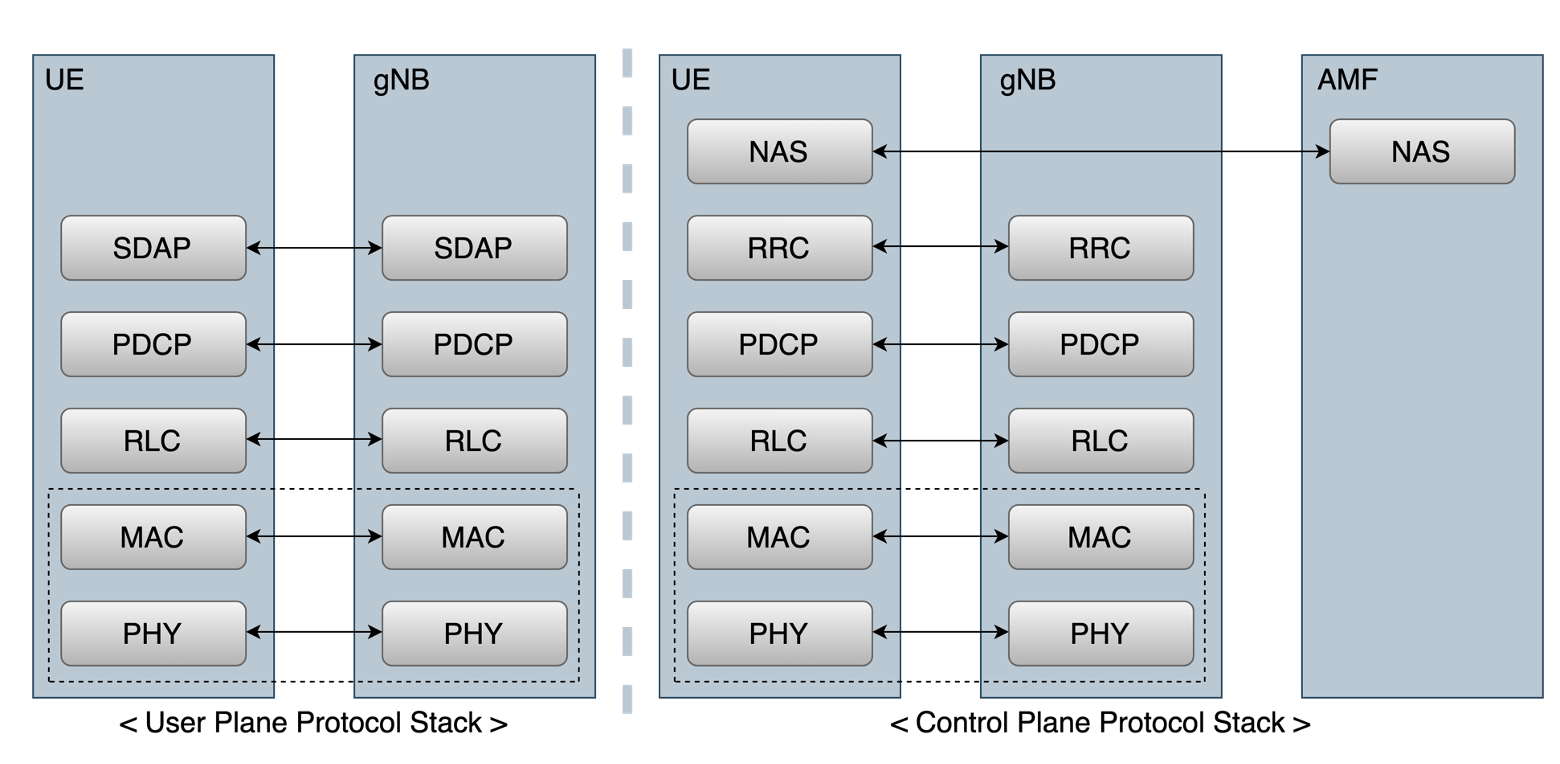 UE
gNB
SDAP
SDAP
PDCP
PDCP
RLC
RLC
MAC
MAC
PHY
PHY
< User Plane Protocol Stack >
UE
gNB
AMF
NAS
NAS
RRC
RRC
PDCP
PDCP
RLC
RLC
MAC
MAC
PHY
PHY
< Control Plane Protocol Stack >